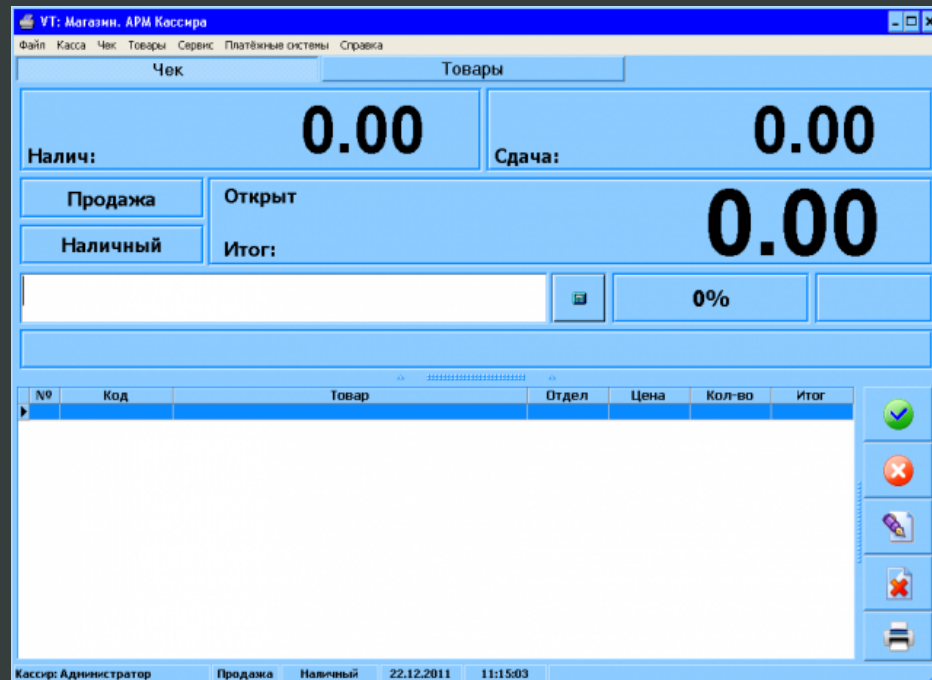 УТ: Магазин. АРМ Кассира
Файл Касса Чек Товары Сервис Платёжные системы Справка
Чек Товары
Налич: 0.00 Сдача: 0.00
Продажа Открыт
Наличный Итог: 0.00
0%
№ Код Товар Отдел Цена Кол-во Итог
Кассир: Администратор Продажа Наличный 22.12.2011 11:15:03